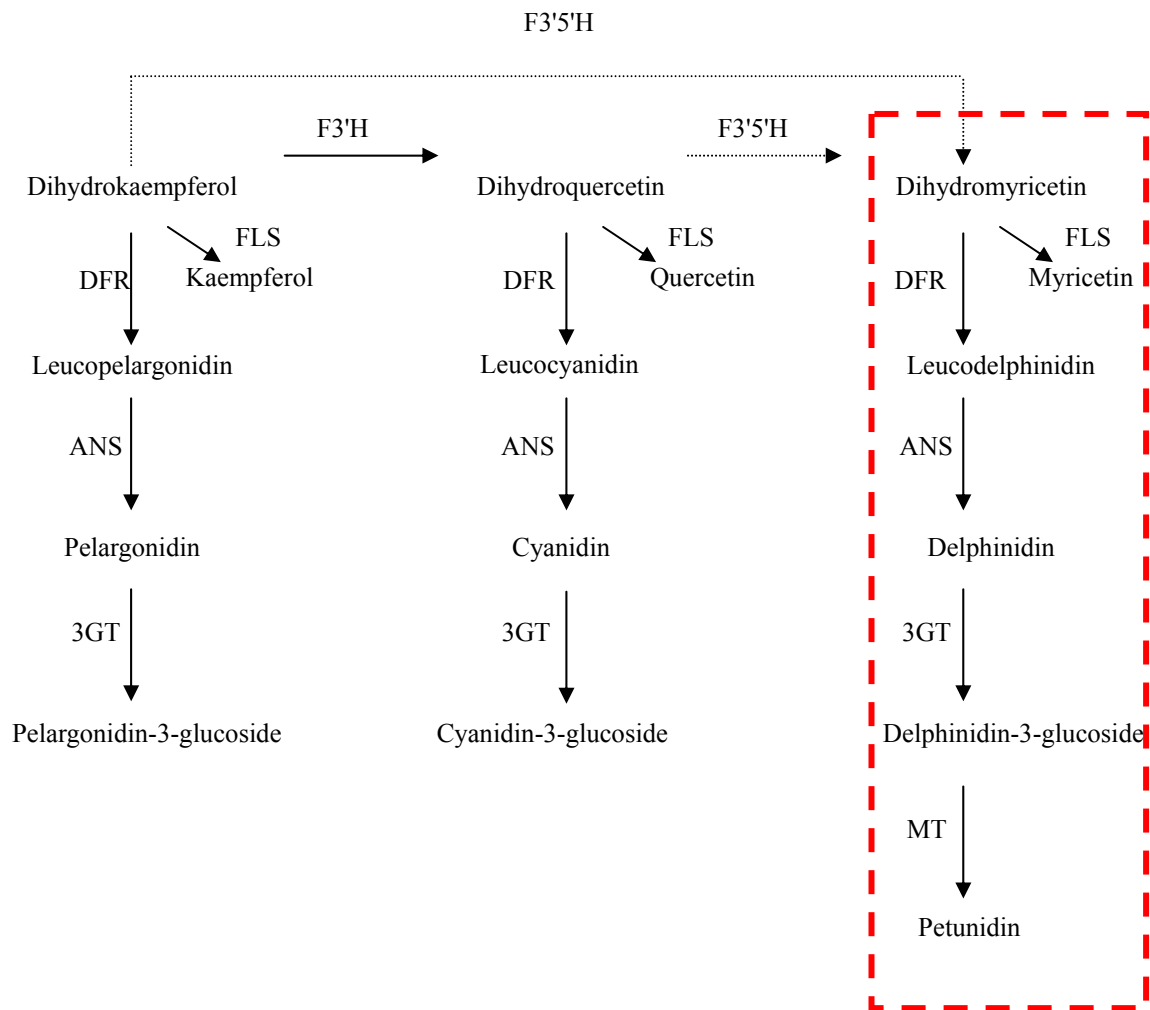 F3'5'H
F3'H
F3'5'H
Dihydrokaempferol
Dihydroquercetin
Dihydromyricetin
FLS
FLS
FLS
DFR
Kaempferol
DFR
Quercetin
DFR
Myricetin
Leucopelargonidin
Leucocyanidin
Leucodelphinidin
ANS
ANS
ANS
Pelargonidin
Cyanidin
Delphinidin
3GT
3GT
3GT
Pelargonidin-3-glucoside
Cyanidin-3-glucoside
Delphinidin-3-glucoside
MT
Petunidin